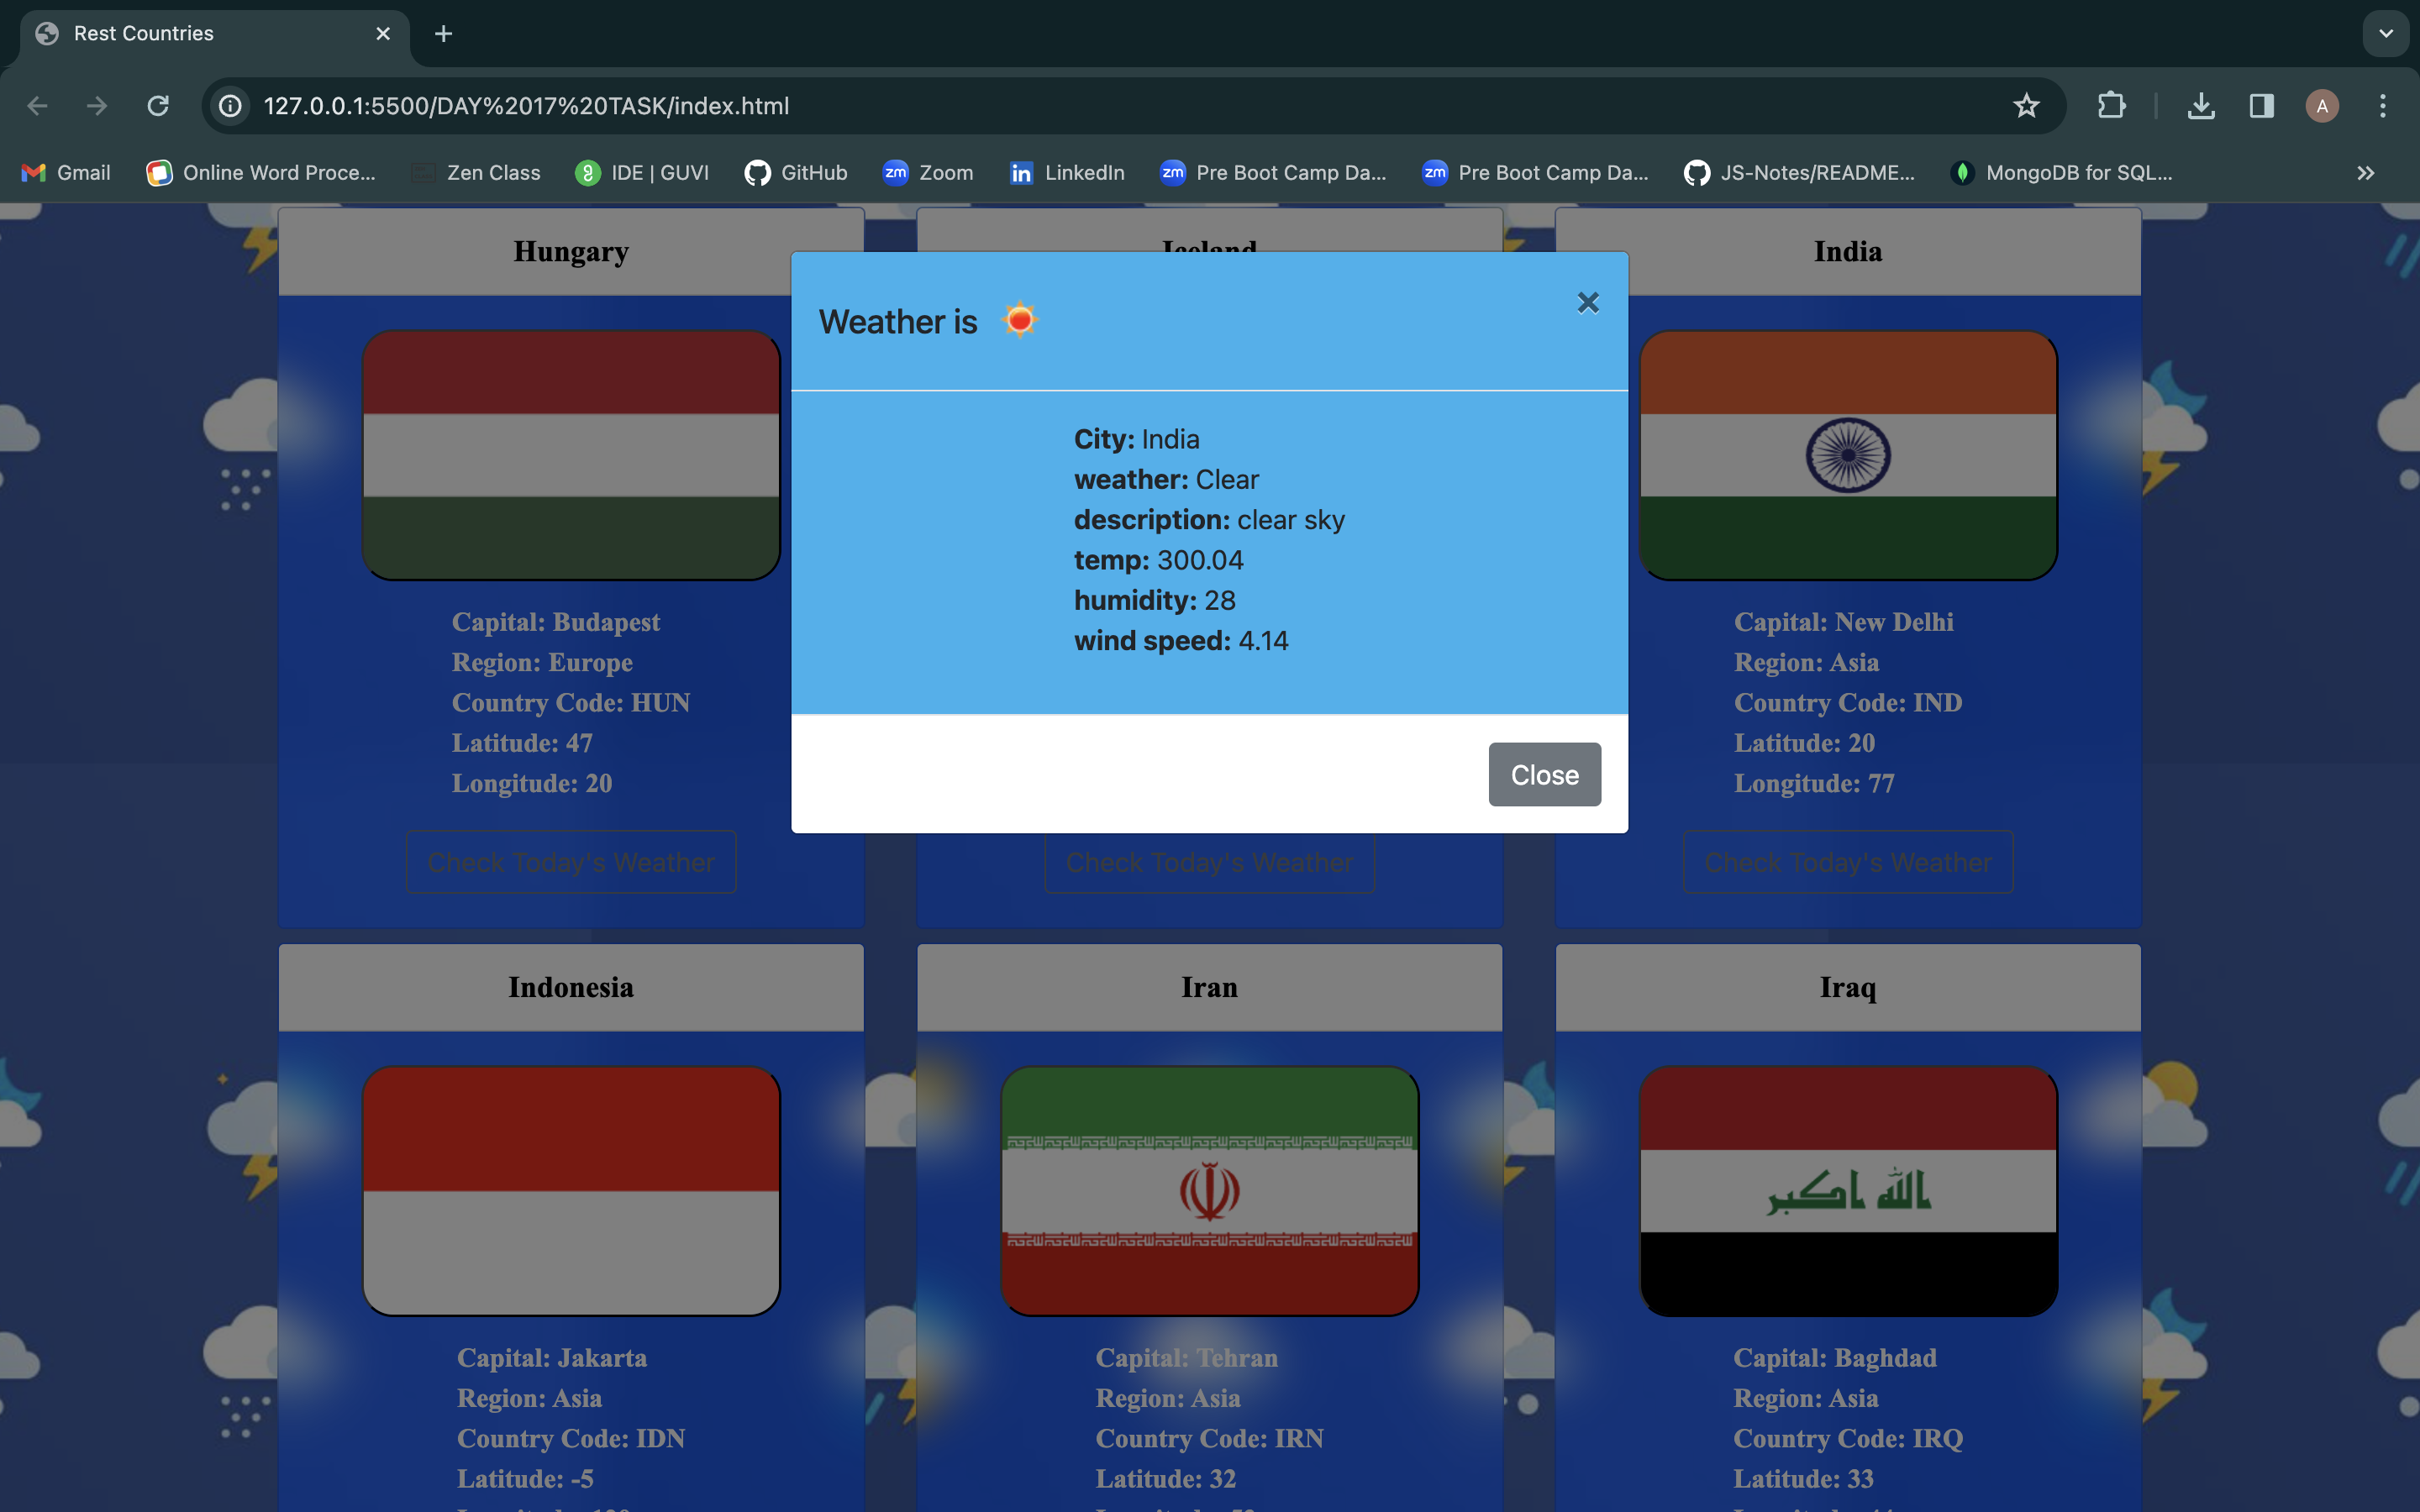 Rest Countries
127.0.0.1:5500/DAY%2017%20TASK/index.html
A
Gmail
Online Word Proce...
Zen Class
IDE | GUVI
GitHub
zm
Zoom
in
LinkedIn
zm
Pre Boot Camp Da...
zm
Pre Boot Camp Da...
JS-Notes/README...
MongoDB for SQL...
Hungary
Iceland
India
Weather is
City: India
weather: Clear
description: clear sky
temp: 300.04
humidity: 28
wind speed: 4.14
Close
Capital: Budapest
Region: Europe
Country Code: HUN
Latitude: 47
Longitude: 20
Check Today's Weather
Check Today's Weather
Capital: New Delhi
Region: Asia
Country Code: IND
Latitude: 20
Longitude: 77
Check Today's Weather
Indonesia
Iran
Iraq
الله اكبر
Capital: Jakarta
Region: Asia
Country Code: IDN
Latitude: -5
Capital: Tehran
Region: Asia
Country Code: IRN
Latitude: 32
Capital: Baghdad
Region: Asia
Country Code: IRQ
Latitude: 33